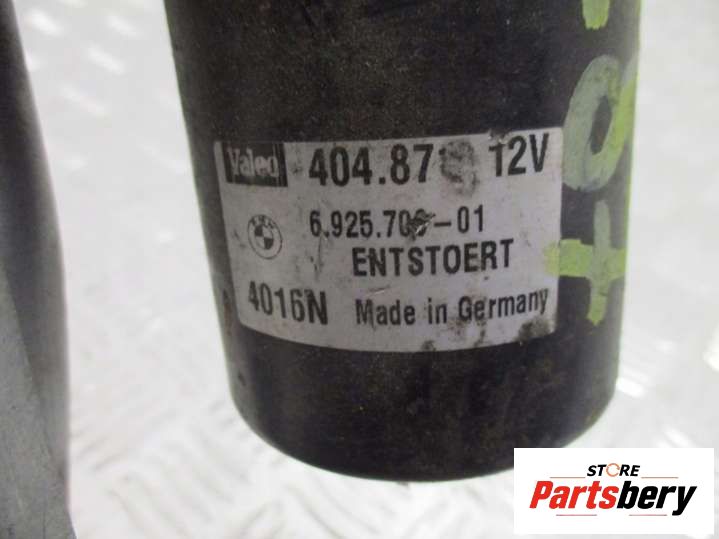 Valeo 404.87 12V
6.925.70 -01
ENTSTOERT
4016N Made in Germany
STORE
Partsbery